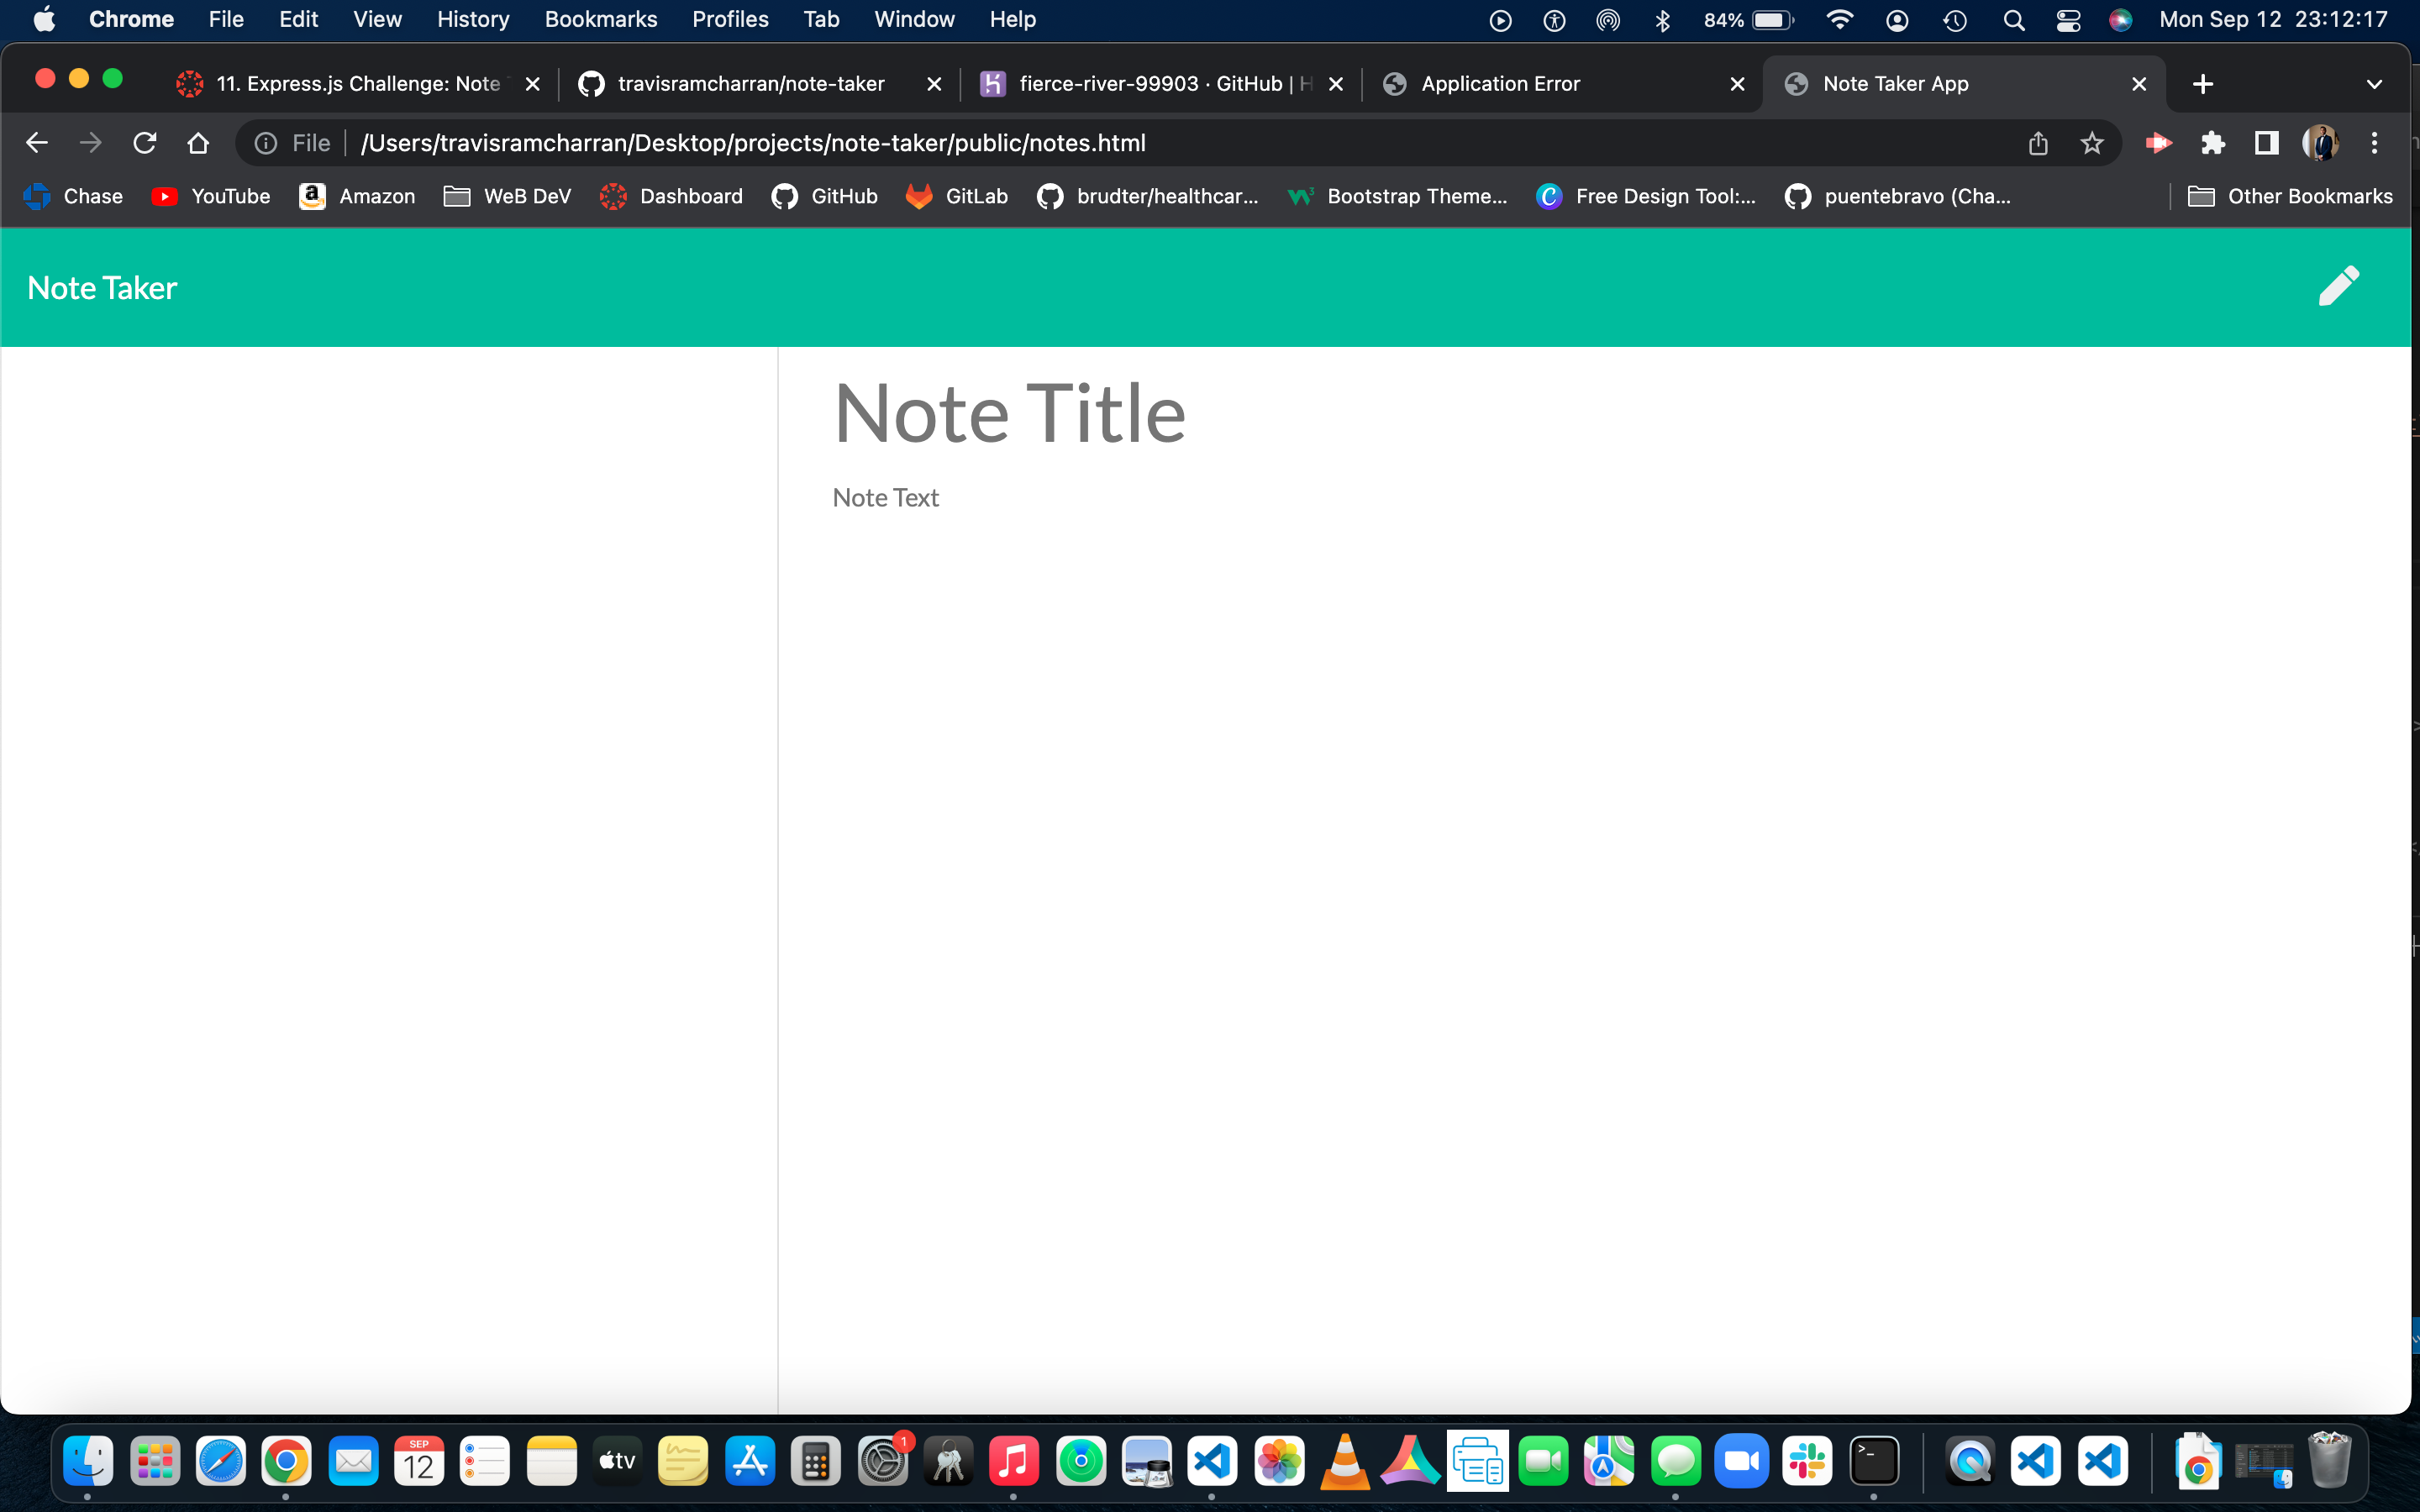 Chrome File Edit View History Bookmarks Profiles Tab Window Help 84% Mon Sep 12 23:12:17
11. Express.js Challenge: Note travisramcharran/note-taker fierce-river-99903 · GitHub | Application Error Note Taker App
File /Users/travisramcharran/Desktop/projects/note-taker/public/notes.html
Chase YouTube Amazon WeB DeV Dashboard GitHub GitLab brudter/healthcar... Bootstrap Theme... Free Design Tool:... puentebravo (Cha... Other Bookmarks
Note Taker
Note Title
Note Text
SEP 1
12 tv